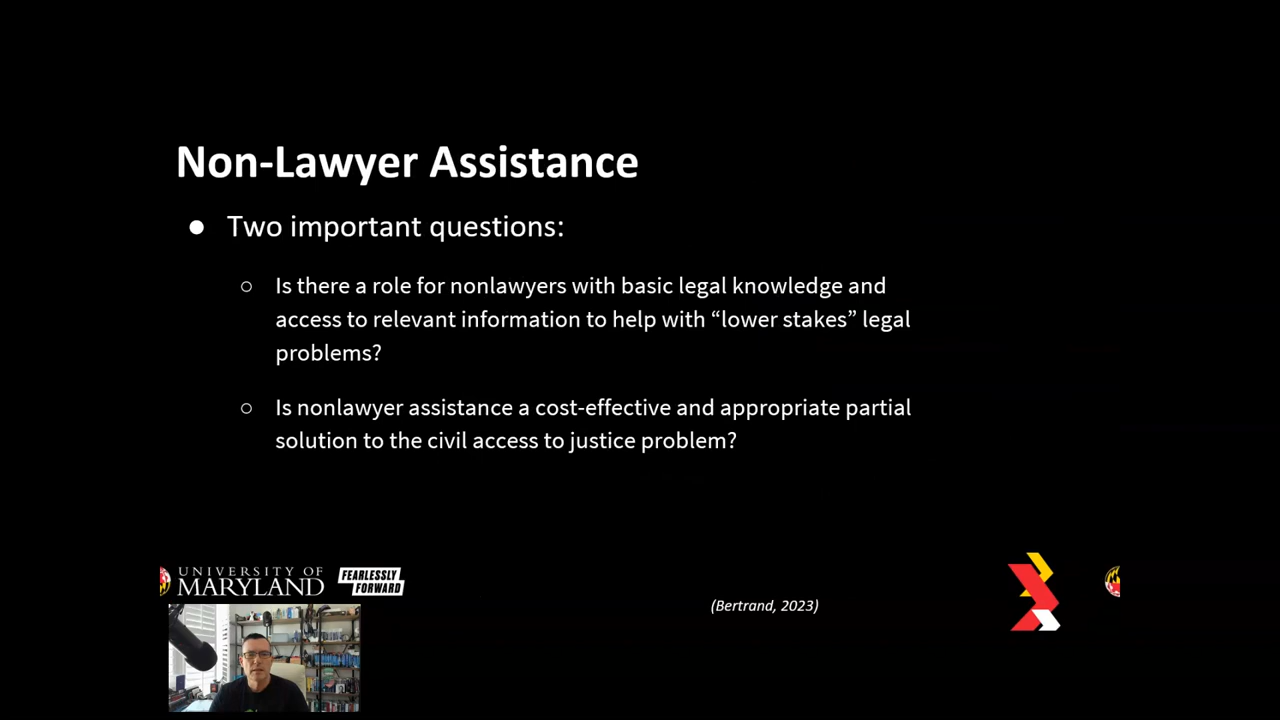 Non-Lawyer Assistance
● Two important questions:
○ Is there a role for nonlawyers with basic legal knowledge and
access to relevant information to help with “lower stakes” legal
problems?
○ Is nonlawyer assistance a cost-effective and appropriate partial
solution to the civil access to justice problem?
UNIVERSITY OF
MARYLAND
FEARLESSLY
FORWARD
(Bertrand, 2023)